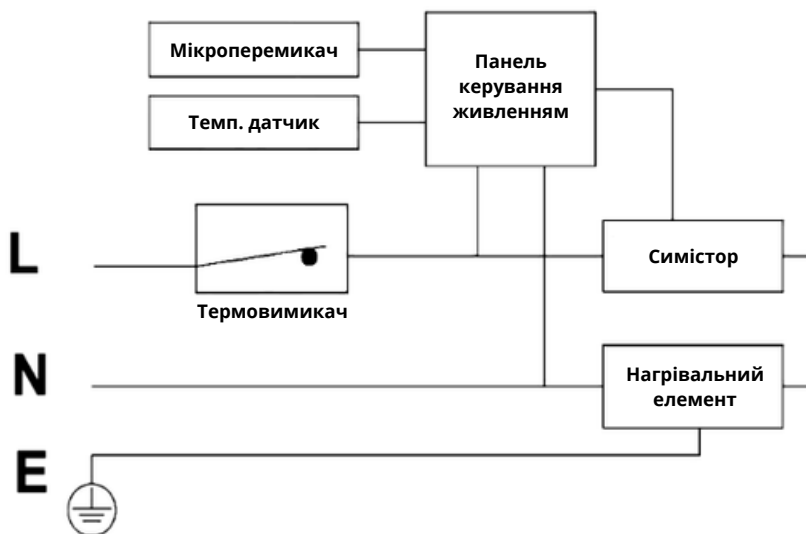 Мікроперемикач
Панель
керування
живленням
Темп. датчик
L
Термовимикач
Симістор
N
Нагрівальний
елемент
E